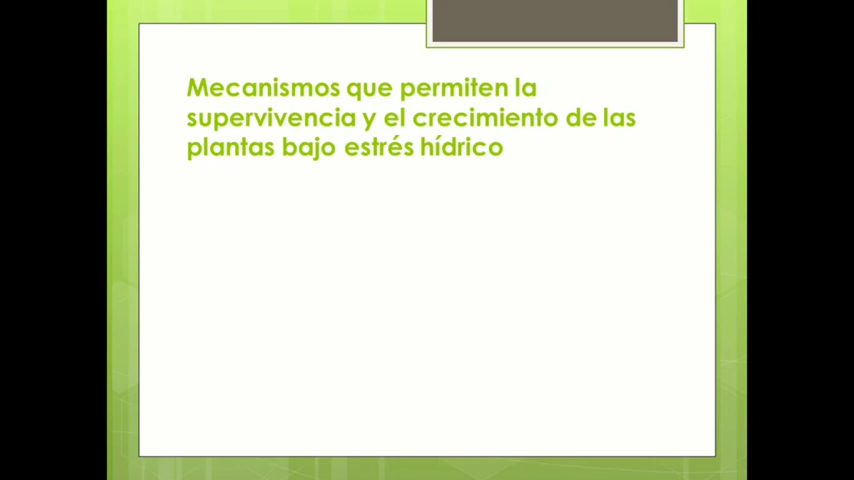 Mecanismos que permiten la
supervivencia y el crecimiento de las
plantas bajo estrés hídrico